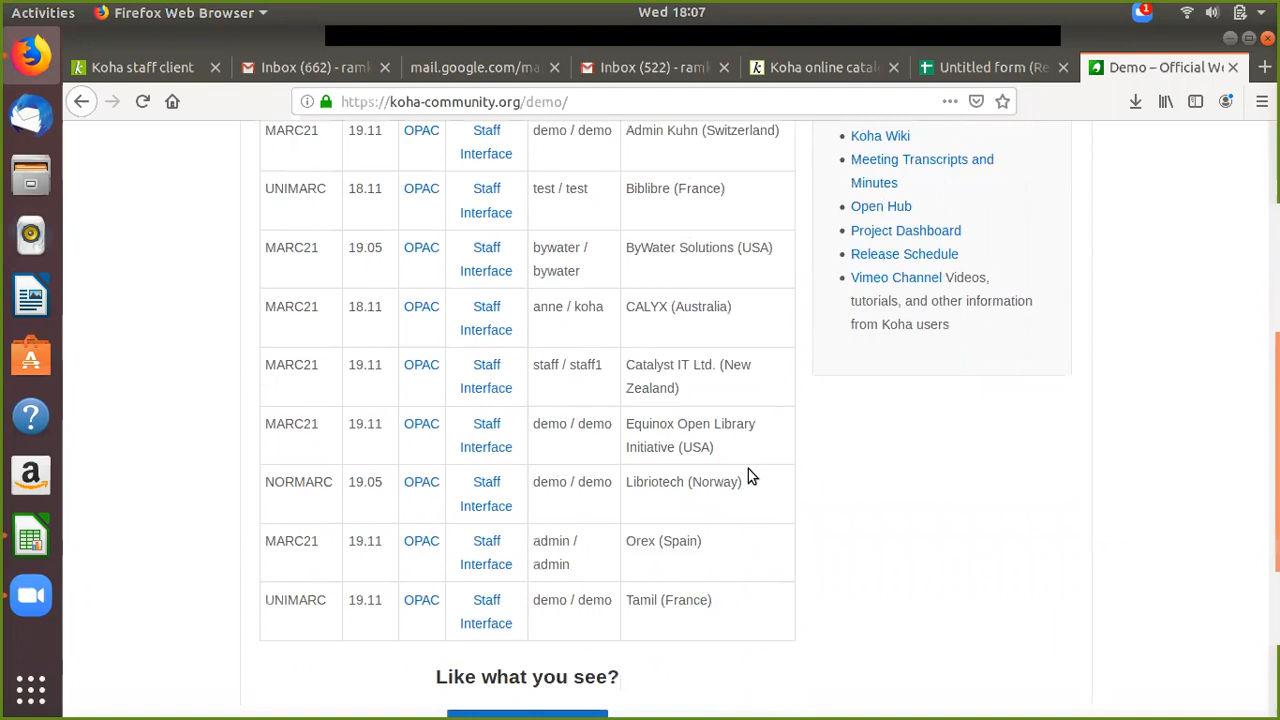 Activities Firefox Web Browser Wed 18:07 1
Koha staff client Inbox (662) - ramk mail.google.com/ma Inbox (522) - ramk Koha online catal Untitled form (Re Demo – Official We
https://koha-community.org/demo/
MARC21 19.11 OPAC Staff Interface demo / demo Admin Kuhn (Switzerland)
UNIMARC 18.11 OPAC Staff Interface test / test Biblibre (France)
MARC21 19.05 OPAC Staff Interface bywater / bywater ByWater Solutions (USA)
MARC21 18.11 OPAC Staff Interface anne / koha CALYX (Australia)
MARC21 19.11 OPAC Staff Interface staff / staff1 Catalyst IT Ltd. (New Zealand)
MARC21 19.11 OPAC Staff Interface demo / demo Equinox Open Library Initiative (USA)
NORMARC 19.05 OPAC Staff Interface demo / demo Libriotech (Norway)
MARC21 19.11 OPAC Staff Interface admin / admin Orex (Spain)
UNIMARC 19.11 OPAC Staff Interface demo / demo Tamil (France)
Like what you see?
Koha Wiki
Meeting Transcripts and
Minutes
Open Hub
Project Dashboard
Release Schedule
Vimeo Channel Videos,
tutorials, and other information
from Koha users